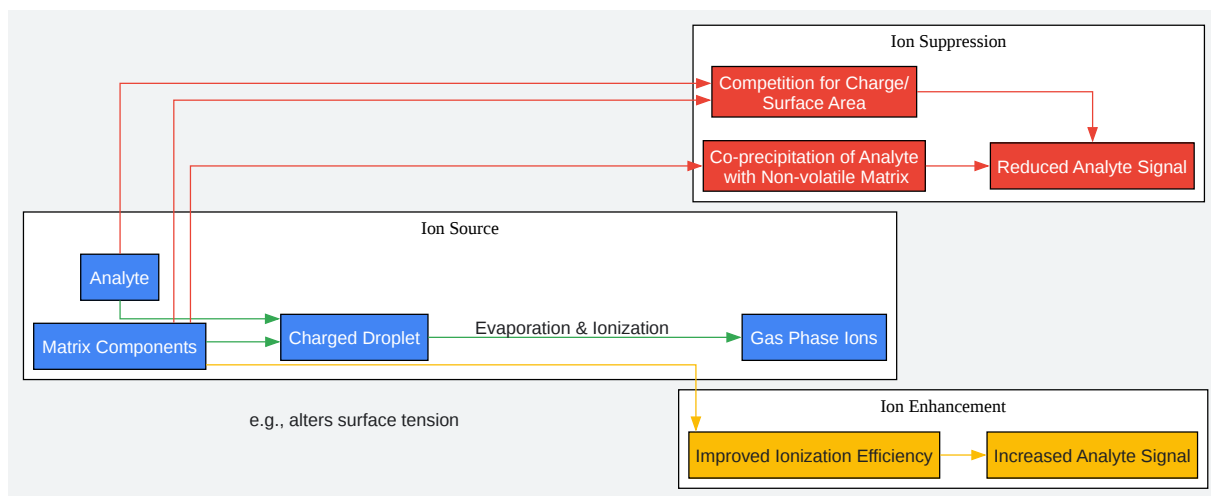 Ion Suppression
Competition for Charge/
Surface Area
Co-precipitation of Analyte
with Non-volatile Matrix
Reduced Analyte Signal
Ion Source
Analyte
Matrix Components
Charged Droplet
Evaporation & Ionization
Gas Phase Ions
e.g., alters surface tension
Ion Enhancement
Improved Ionization Efficiency
Increased Analyte Signal